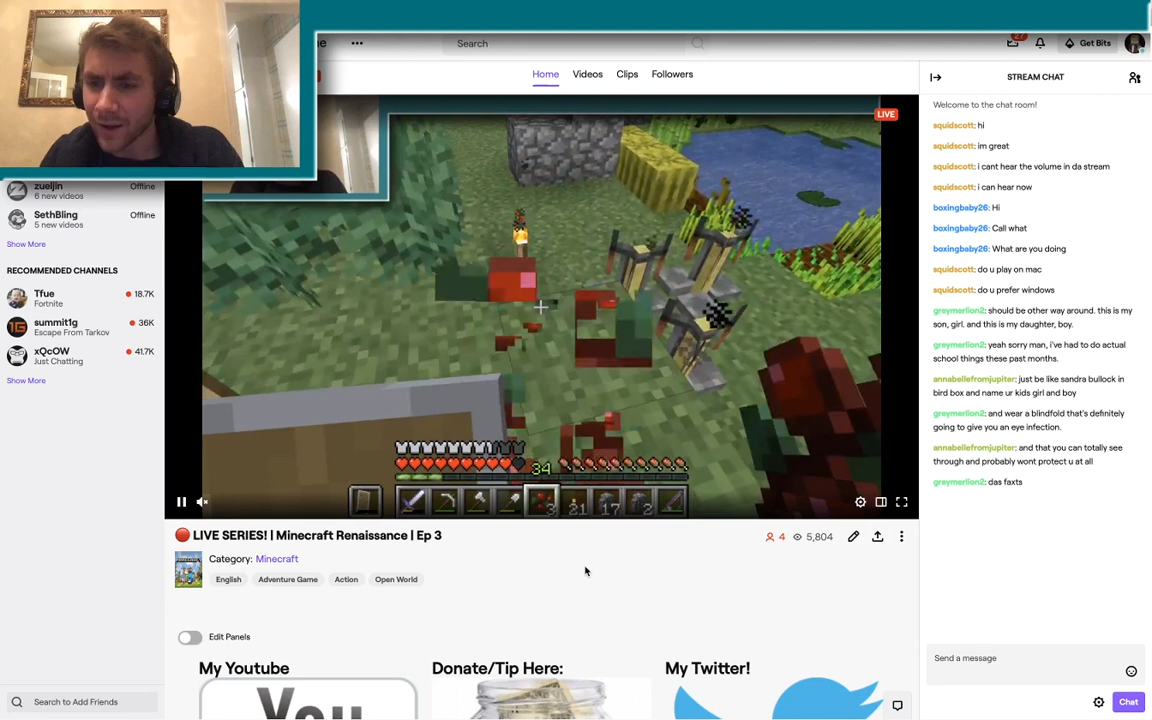 Search
27
Get Bits
Home Videos Clips Followers
STREAM CHAT
LIVE
zueljin Offline
6 new videos
SethBling Offline
5 new videos
Show More
RECOMMENDED CHANNELS
Tfue 18.7K
Fortnite
summit1g 36K
Escape From Tarkov
xQcOW 41.7K
Just Chatting
Show More
34
3 21 17 2
LIVE SERIES! | Minecraft Renaissance | Ep 3
4 5,804
Category: Minecraft
English Adventure Game Action Open World
Edit Panels
My Youtube Donate/Tip Here: My Twitter!
You
Search to Add Friends
Welcome to the chat room!
squidscott: hi
squidscott: im great
squidscott: i cant hear the volume in da stream
squidscott: i can hear now
boxingbaby26: Hi
boxingbaby26: Call what
boxingbaby26: What are you doing
squidscott: do u play on mac
squidscott: do u prefer windows
greymerlion2: should be other way around. this is my
son, girl. and this is my daughter, boy.
greymerlion2: yeah sorry man, i've had to do actual
school things these past months.
annabellefromjupiter: just be like sandra bullock in
bird box and name ur kids girl and boy
greymerlion2: and wear a blindfold that's definitely
going to give you an eye infection.
annabellefromjupiter: and that you can totally see
through and probably wont protect u at all
greymerlion2: das faxts
Send a message
Chat